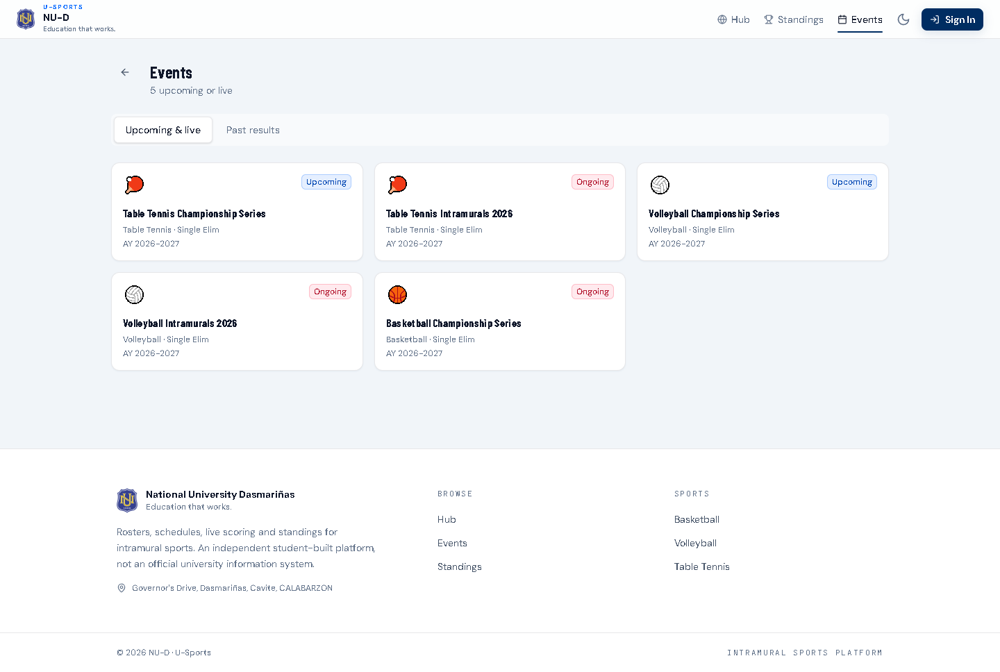 U-SPORTS
NU-D
Education that works.
Hub
Standings
Events
Sign In
Events
5 upcoming or live
Upcoming & live
Past results
Upcoming
Table Tennis Championship Series
Table Tennis · Single Elim
AY 2026-2027
Ongoing
Table Tennis Intramurals 2026
Table Tennis · Single Elim
AY 2026-2027
Upcoming
Volleyball Championship Series
Volleyball · Single Elim
AY 2026-2027
Ongoing
Volleyball Intramurals 2026
Volleyball · Single Elim
AY 2026-2027
Ongoing
Basketball Championship Series
Basketball · Single Elim
AY 2026-2027
National University Dasmariñas
Education that works.
Rosters, schedules, live scoring and standings for
intramural sports. An independent student-built platform,
not an official university information system.
Governor's Drive, Dasmariñas, Cavite, CALABARZON
BROWSE
Hub
Events
Standings
SPORTS
Basketball
Volleyball
Table Tennis
© 2026 NU-D · U-Sports
INTRAMURAL SPORTS PLATFORM